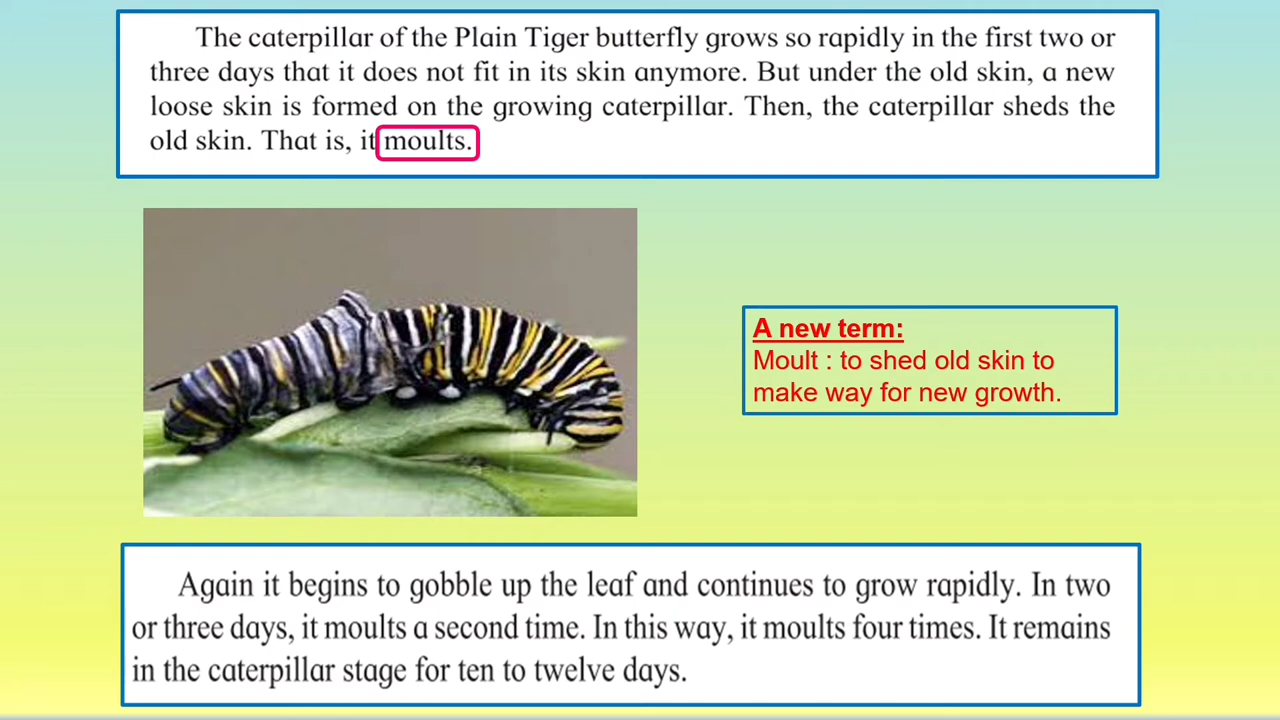 The caterpillar of the Plain Tiger butterfly grows so rapidly in the first two or
three days that it does not fit in its skin anymore. But under the old skin, a new
loose skin is formed on the growing caterpillar. Then, the caterpillar sheds the
old skin. That is, it moults.
A new term:
Moult : to shed old skin to
make way for new growth.
Again it begins to gobble up the leaf and continues to grow rapidly. In two
or three days, it moults a second time. In this way, it moults four times. It remains
in the caterpillar stage for ten to twelve days.